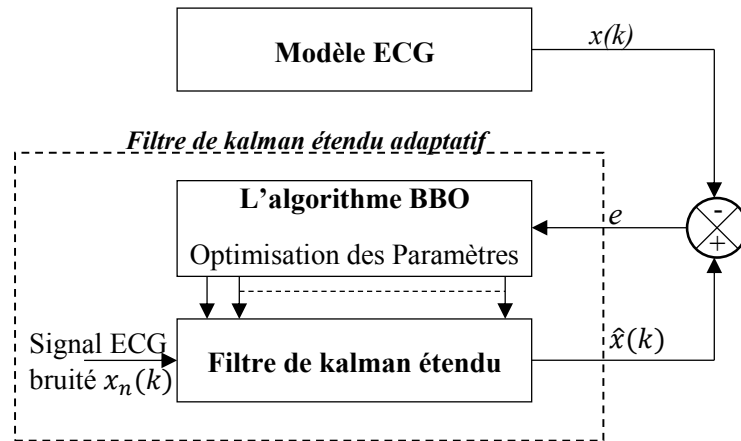 Modèle ECG
x(k)
Filtre de kalman étendu adaptatif
L'algorithme BBO
Optimisation des Paramètres
e
-
+
Signal ECG
bruité xₙ(k)
Filtre de kalman étendu
x̂(k)